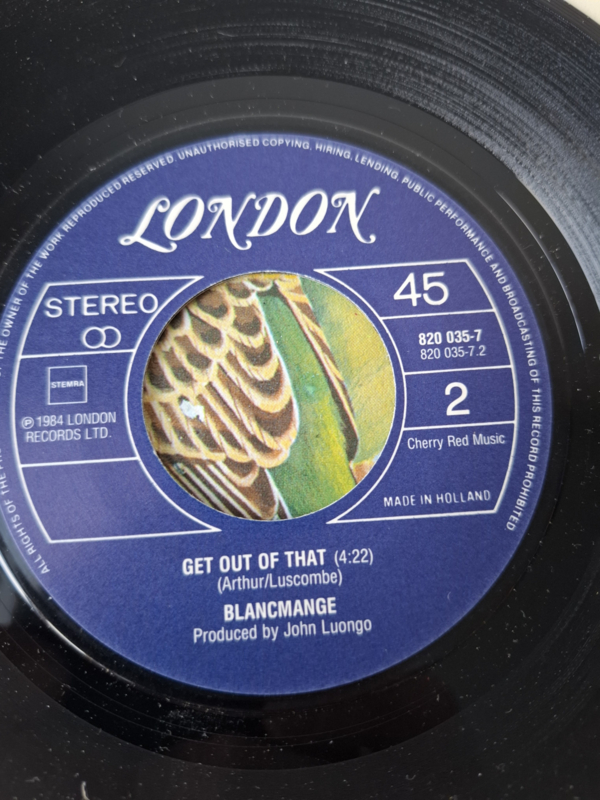 OF THE OWNER OF THE WORK REPRODUCED RESERVED. UNAUTHORISED COPYING, HIRING, LENDING, PUBLIC PERFORMANCE AND BROADCASTING OF THIS RECORD PROHIBITED
LONDON
STEREO
STEMRA
℗ 1984 LONDON
RECORDS LTD.
45
820 035-7
820 035-7.2
2
Cherry Red Music
MADE IN HOLLAND
ALL RIGHTS OF THE
GET OUT OF THAT (4:22)
(Arthur/Luscombe)
BLANCMANGE
Produced by John Luongo